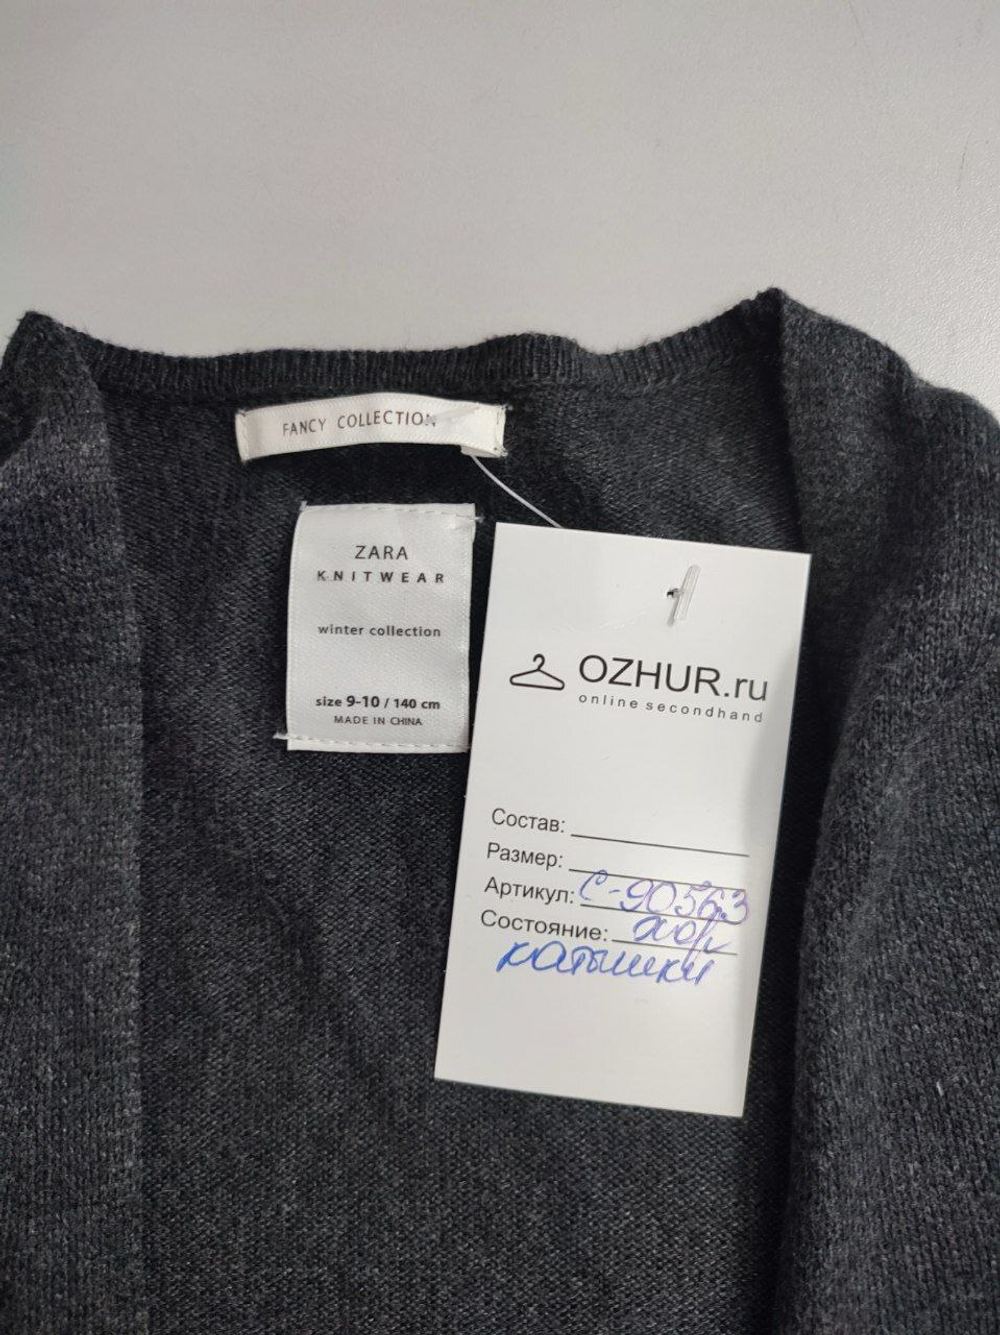 FANCY COLLECTION
ZARA
KNITWEAR
winter collection
size 9-10 / 140 cm
MADE IN CHINA
OZHUR.ru
online secondhand
Состав:
Размер:
Артикул: С-90563
Состояние: хор
катышки